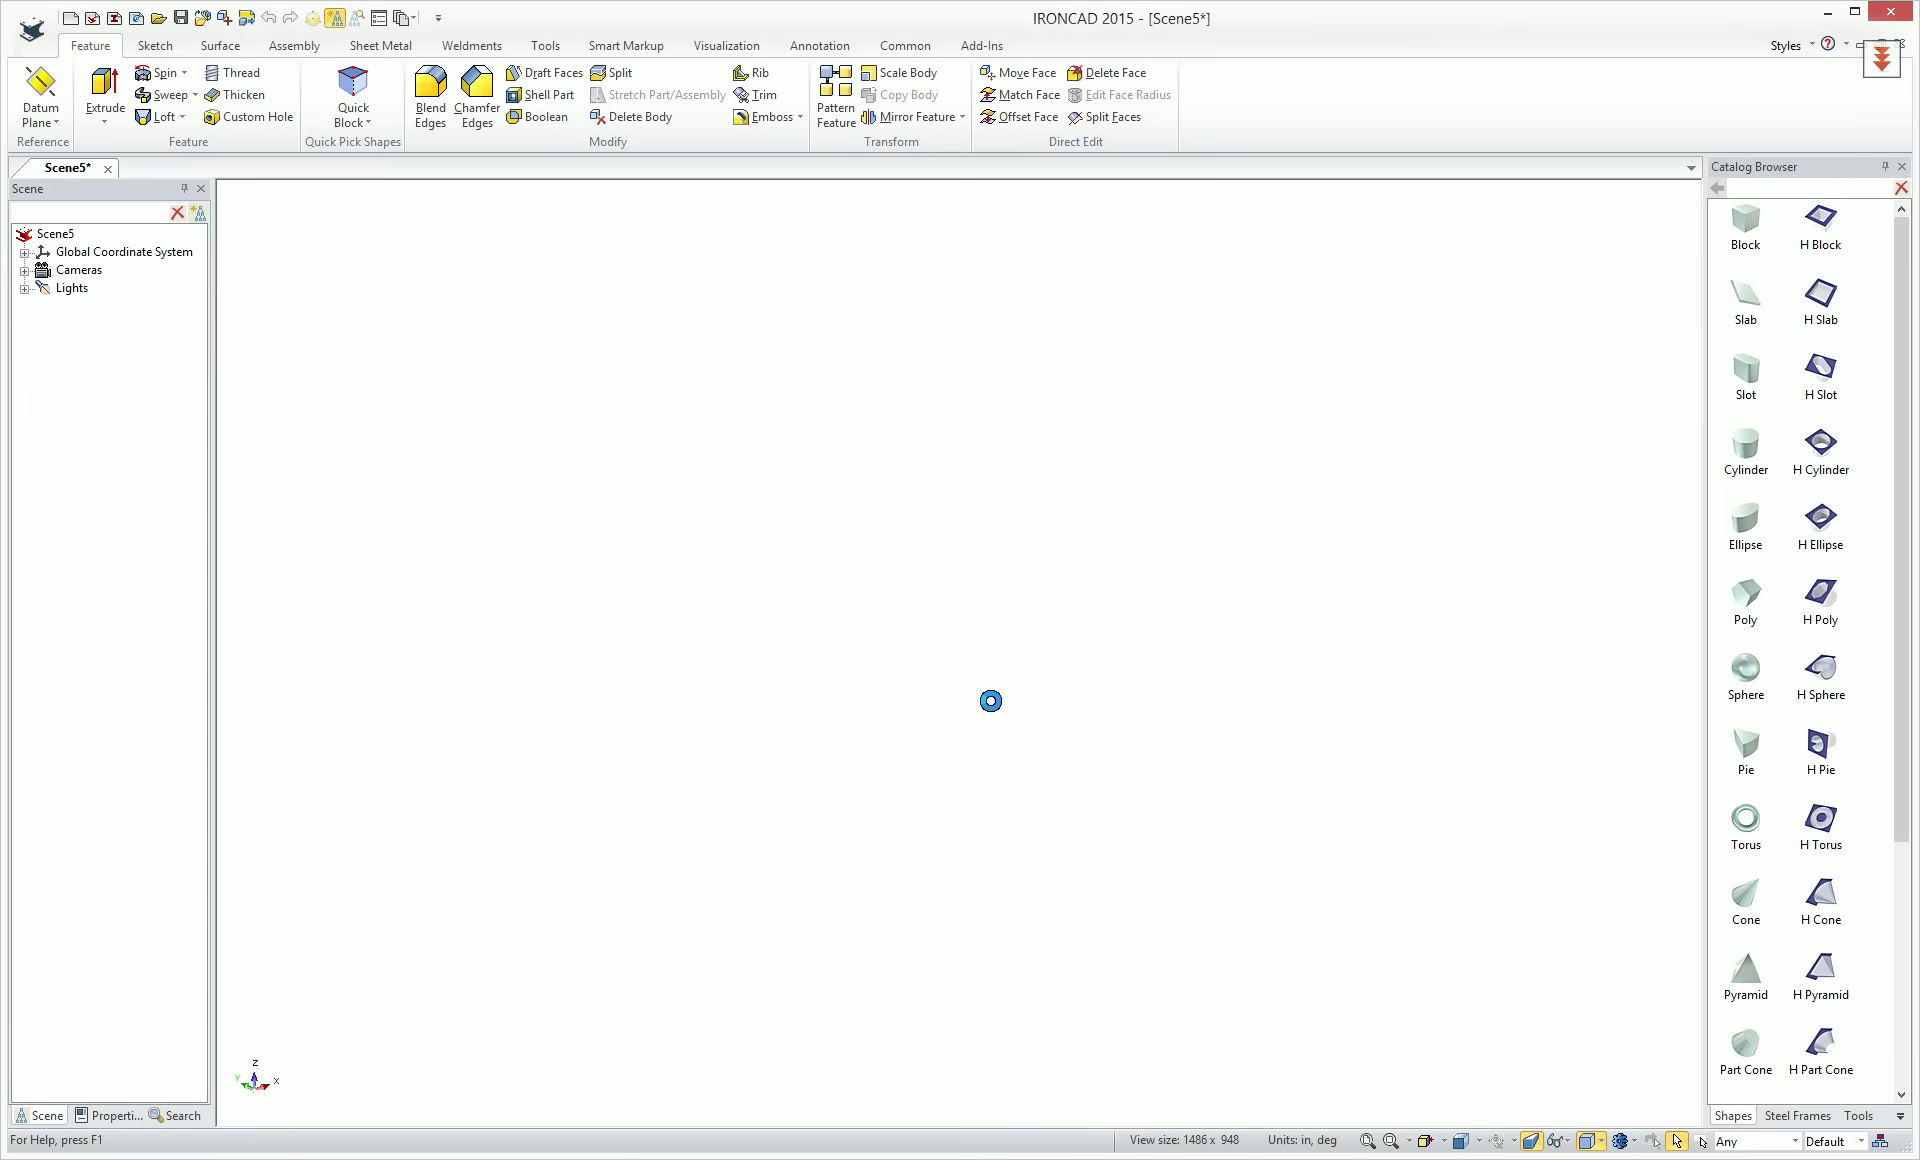 IRONCAD 2015 - [Scene5*]
Feature Sketch Surface Assembly Sheet Metal Weldments Tools Smart Markup Visualization Annotation Common Add-Ins Styles
Datum Plane
Reference
Extrude
Spin
Sweep
Loft
Thread
Thicken
Custom Hole
Feature
Quick Block
Quick Pick Shapes
Blend Edges
Chamfer Edges
Draft Faces
Shell Part
Boolean
Split
Stretch Part/Assembly
Delete Body
Rib
Trim
Emboss
Modify
Pattern Feature
Scale Body
Copy Body
Mirror Feature
Transform
Move Face
Match Face
Offset Face
Delete Face
Edit Face Radius
Split Faces
Direct Edit
Scene5*
Scene
Scene5
Global Coordinate System
Cameras
Lights
Z
Y
X
Catalog Browser
Block H Block
Slab H Slab
Slot H Slot
Cylinder H Cylinder
Ellipse H Ellipse
Poly H Poly
Sphere H Sphere
Pie H Pie
Torus H Torus
Cone H Cone
Pyramid H Pyramid
Part Cone H Part Cone
Scene Properti... Search
Shapes Steel Frames Tools
For Help, press F1
View size: 1486 x 948 Units: in, deg
Any Default